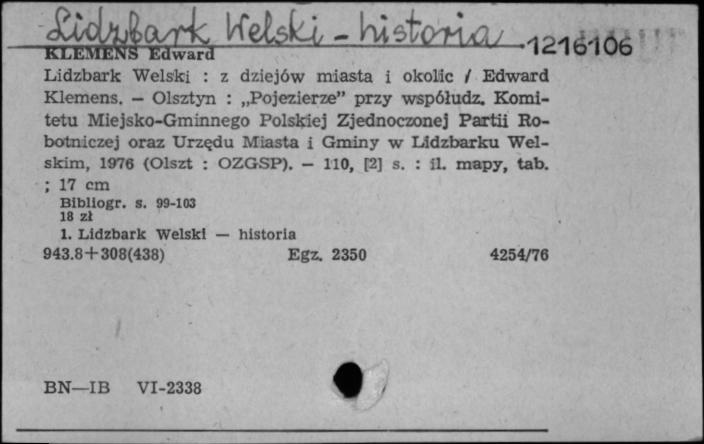 Lidzbark Welski - historia
1216106
KLEMENS Edward
Lidzbark Welski : z dziejów miasta i okolic / Edward
Klemens. — Olsztyn : „Pojezierze” przy współudz. Komi-
tetu Miejsko-Gminnego Polskiej Zjednoczonej Partii Ro-
botniczej oraz Urzędu Miasta i Gminy w Lidzbarku Wel-
skim, 1976 (Olszt : OZGSP). — 110, [2] s. : il. mapy, tab.
; 17 cm
Bibliogr. s. 99-103
18 zł
1. Lidzbark Welski — historia
943.8+308(438) Egz. 2350 4254/76
BN—IB VI-2338